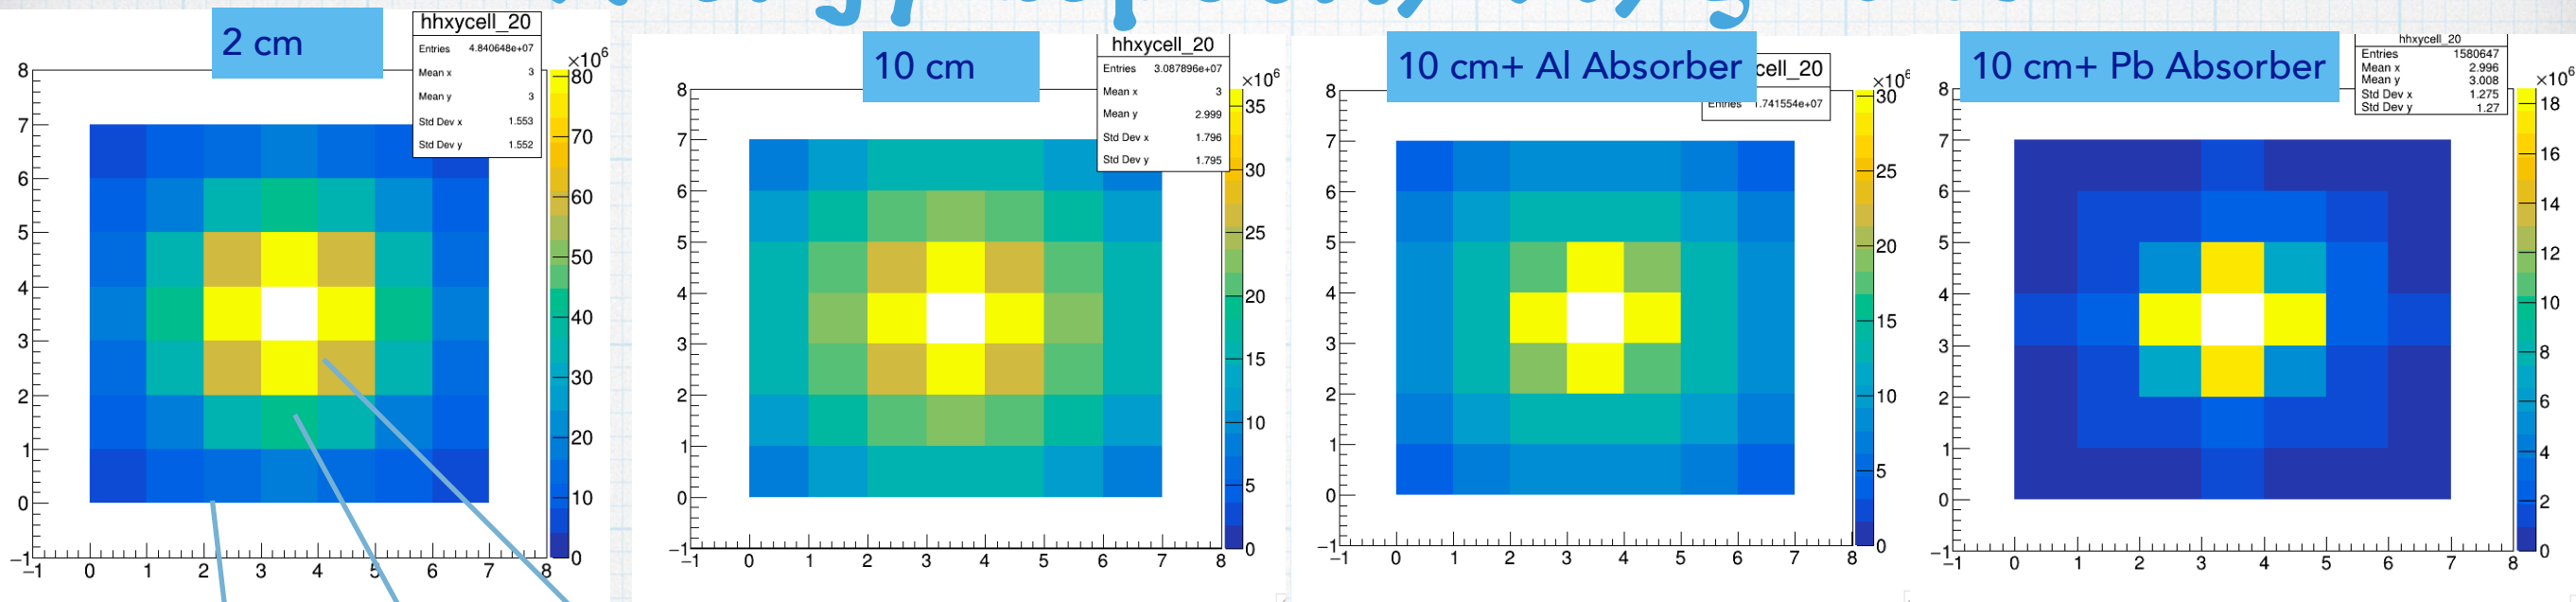 2 cm
hhxycell_20
Entries 4.840648e+07
Mean x 3
Mean y 3
Std Dev x 1.553
Std Dev y 1.552
×10⁶
8
7
6
5
4
3
2
1
0
−1
−1 0 1 2 3 4 5 6 7 8
80
70
60
50
40
30
20
10
0
10 cm
hhxycell_20
Entries 3.087896e+07
Mean x 3
Mean y 2.999
Std Dev x 1.796
Std Dev y 1.795
×10⁶
8
7
6
5
4
3
2
1
0
−1
−1 0 1 2 3 4 5 6 7 8
35
30
25
20
15
10
5
0
10 cm+ Al Absorber
cell_20
Entries 1.741554e+07
×10⁶
8
7
6
5
4
3
2
1
0
−1
−1 0 1 2 3 4 5 6 7 8
30
25
20
15
10
5
0
10 cm+ Pb Absorber
hhxycell_20
Entries 1580647
Mean x 2.996
Mean y 3.008
Std Dev x 1.275
Std Dev y 1.27
×10⁶
8
7
6
5
4
3
2
1
0
−1
−1 0 1 2 3 4 5 6 7 8
18
16
14
12
10
8
6
4
2
0